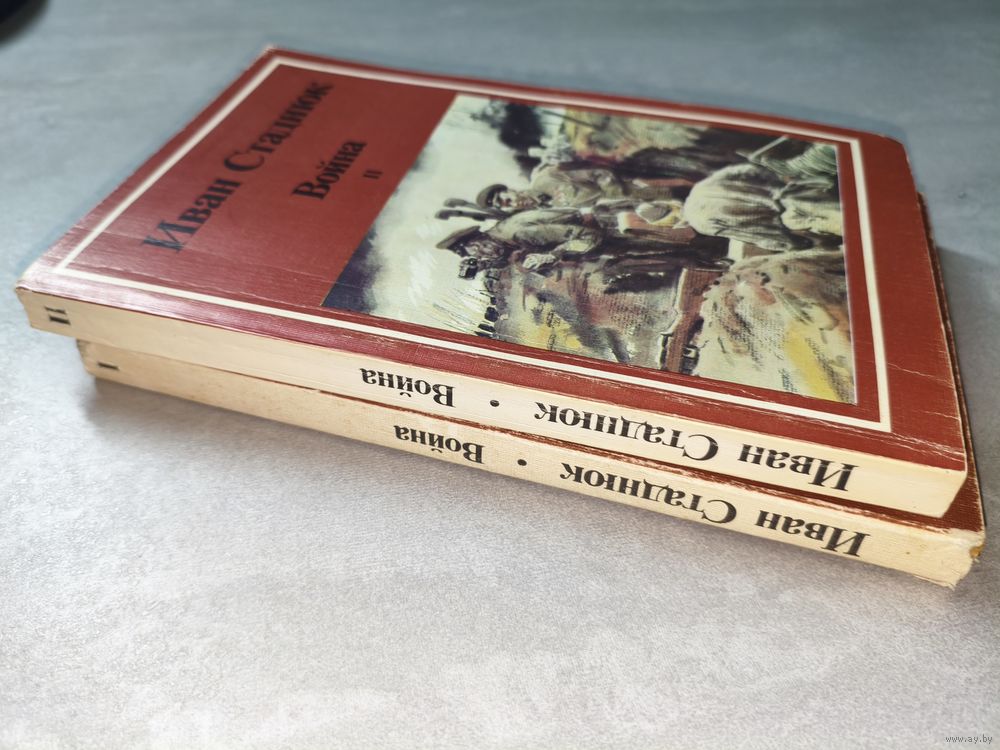 Иван Стаднюк
Война
II
Иван Стаднюк • Война
II
Иван Стаднюк • Война
I
www.ay.by